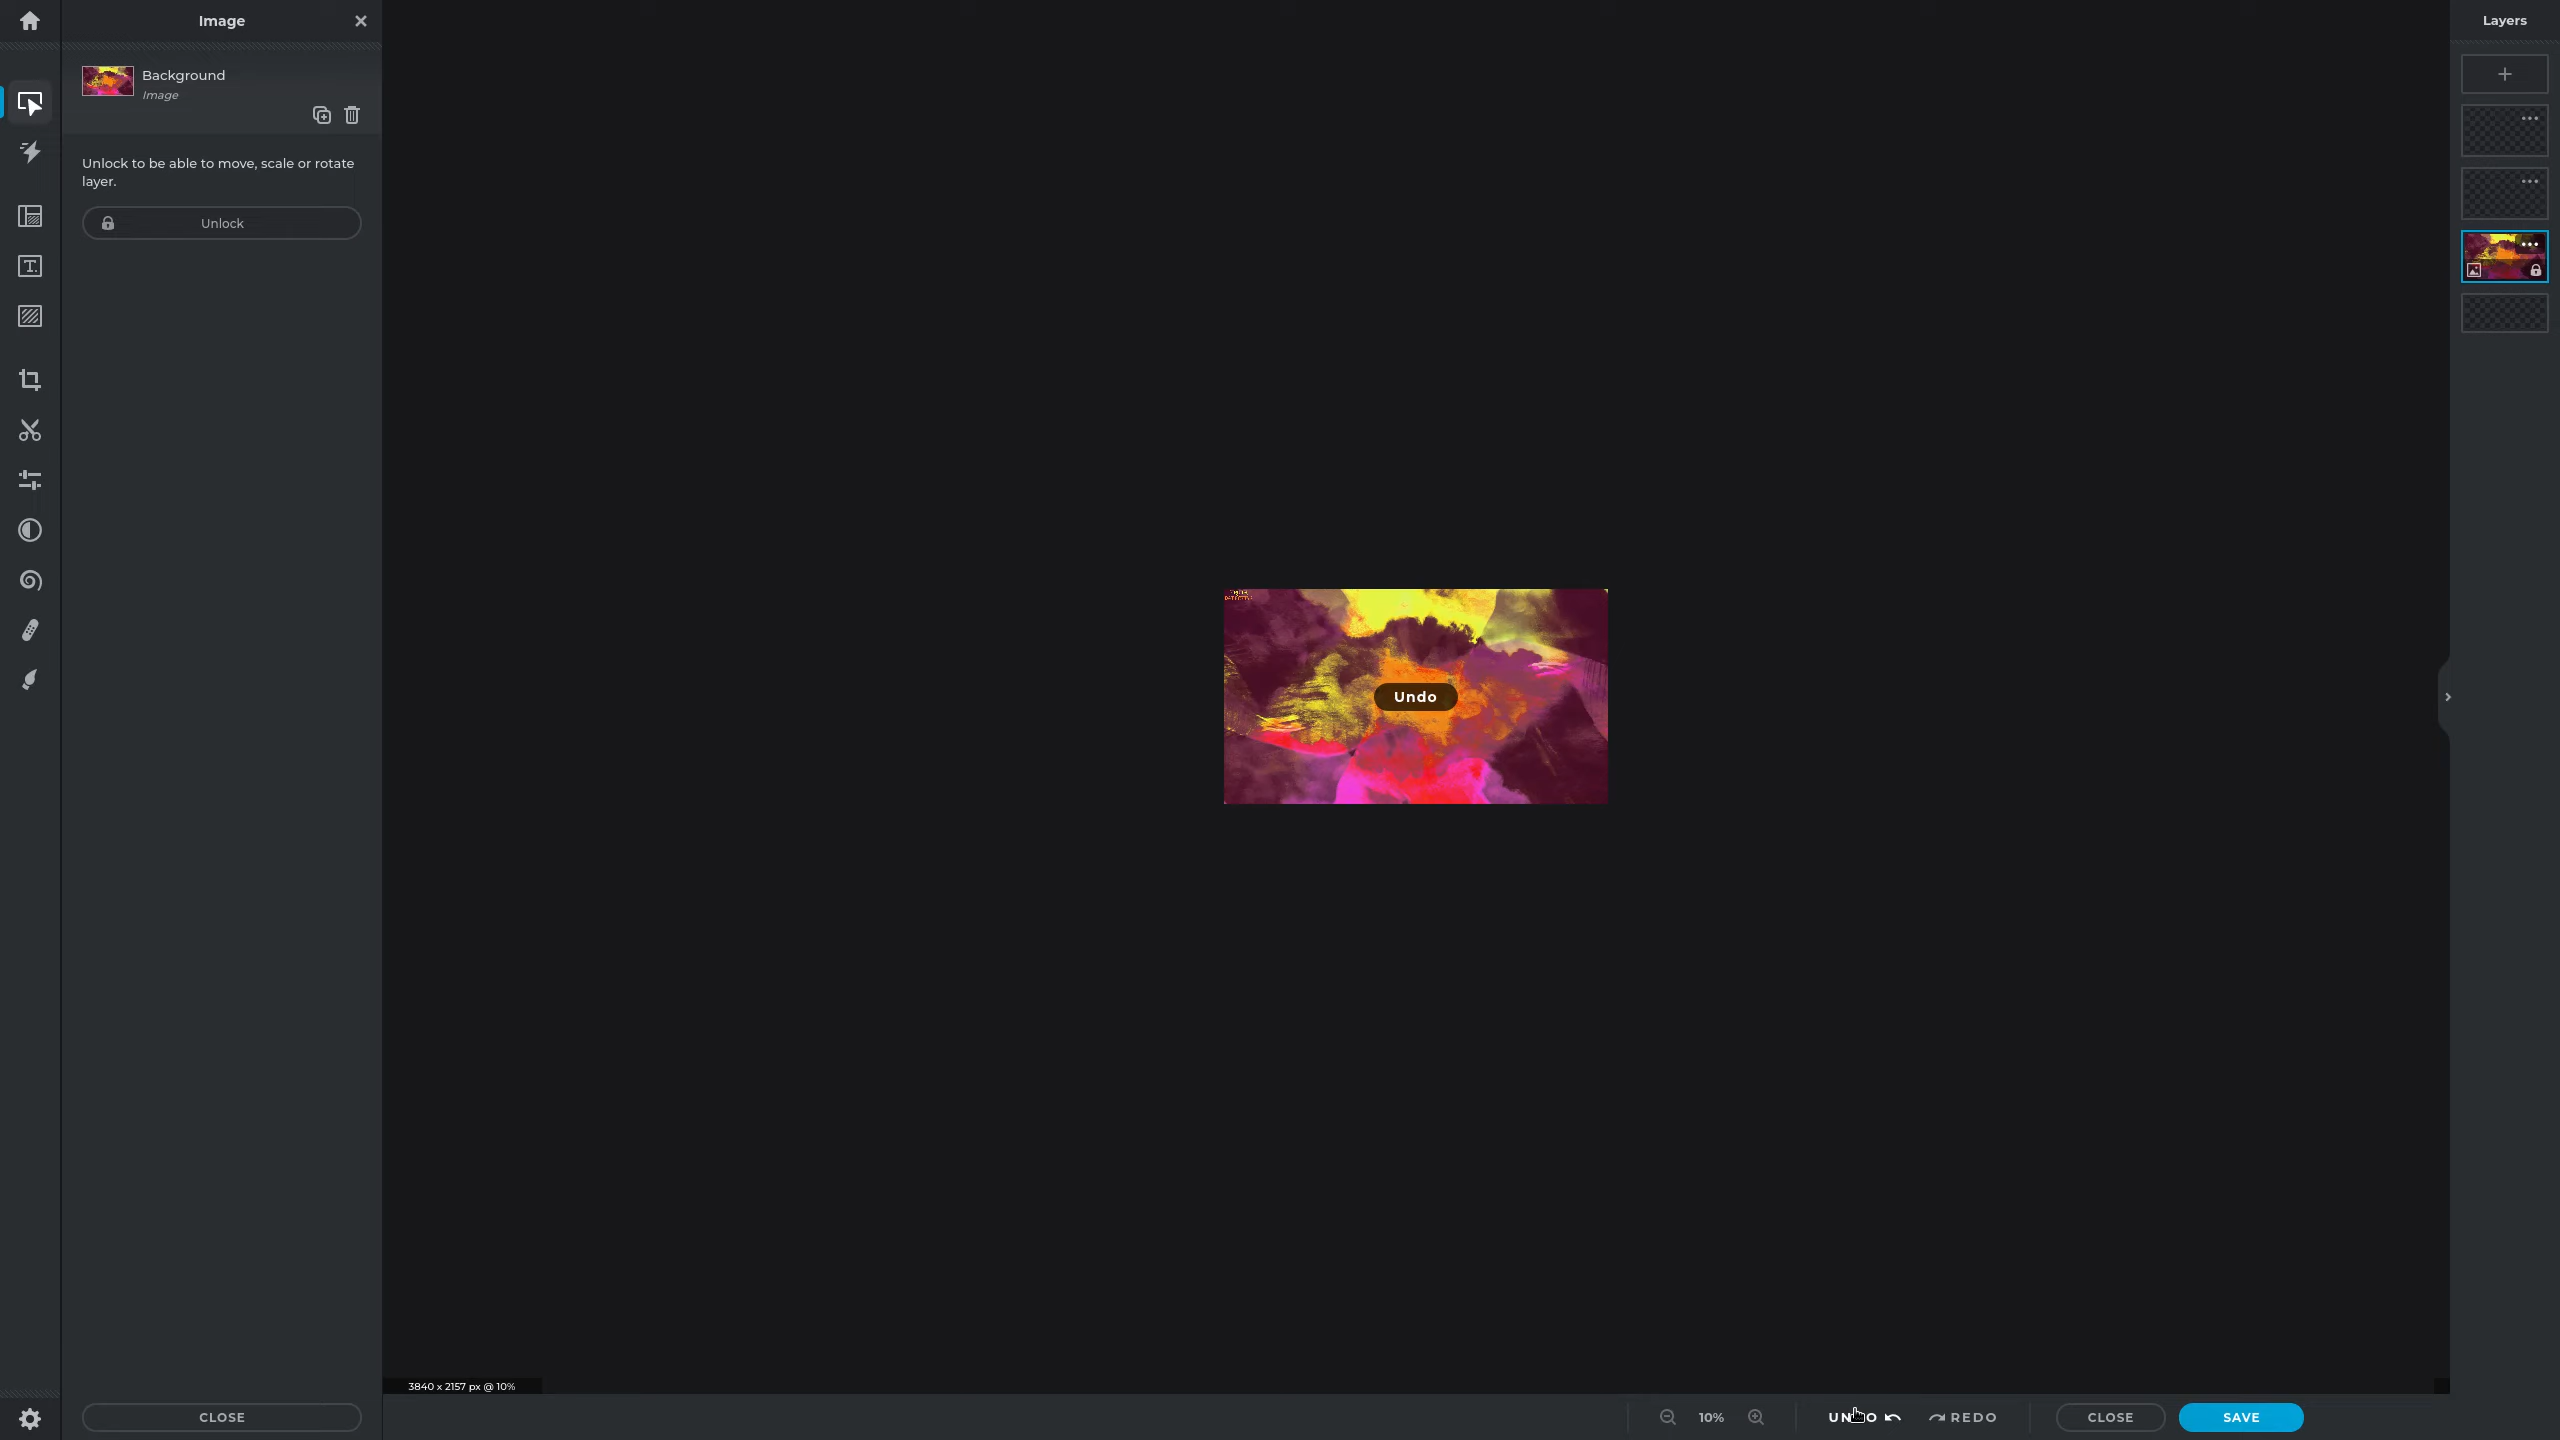 Image
Layers
Background
Image
Unlock to be able to move, scale or rotate
layer.
Unlock
Undo
3840 x 2157 px @ 10%
CLOSE
10%
UNDO
REDO
CLOSE
SAVE